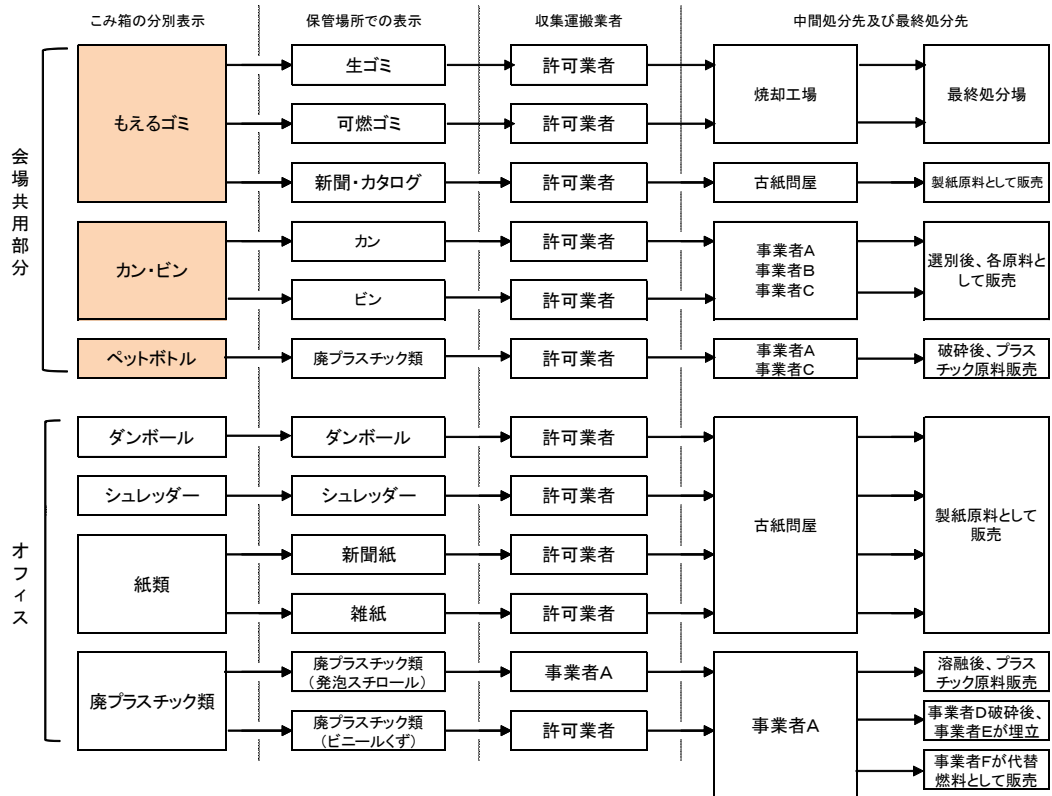 こみ箱の分別表示
保管場所での表示
収集運搬業者
中間処分先及び最終処分先
会場共用部分
もえるゴミ
生ゴミ
許可業者
焼却工場
最終処分場
可燃ゴミ
許可業者
新聞・カタログ
許可業者
古紙問屋
製紙原料として販売
カン・ビン
カン
許可業者
事業者A
事業者B
事業者C
選別後、各原料と
して販売
ビン
許可業者
ペットボトル
廃プラスチック類
許可業者
事業者A
事業者C
破砕後、プラス
チック原料販売
オフィス
ダンボール
ダンボール
許可業者
古紙問屋
製紙原料として
販売
シュレッダー
シュレッダー
許可業者
紙類
新聞紙
許可業者
雑紙
許可業者
廃プラスチック類
廃プラスチック類
(発泡スチロール)
事業者A
事業者A
溶融後、プラス
チック原料販売
廃プラスチック類
(ビニールくず)
許可業者
事業者D破砕後、
事業者Eが埋立
事業者Fが代替
燃料として販売